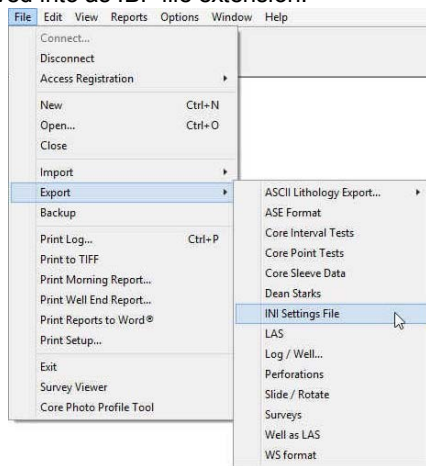 File Edit View Reports Options Window Help
Connect...
Disconnect
Access Registration
New Ctrl+N
Open... Ctrl+O
Close
Import
Export
Backup
Print Log... Ctrl+P
Print to TIFF
Print Morning Report...
Print Well End Report...
Print Reports to Word®
Print Setup...
Exit
Survey Viewer
Core Photo Profile Tool
ASCII Lithology Export...
ASE Format
Core Interval Tests
Core Point Tests
Core Sleeve Data
Dean Starks
INI Settings File
LAS
Log / Well...
Perforations
Slide / Rotate
Surveys
Well as LAS
WS format